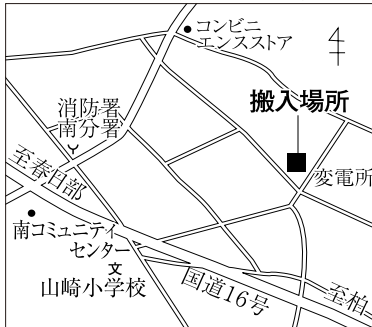 コンビニ
エンスストア
搬入場所
消防署
南分署
至春日部
変電所
南コミュニティ
センター
文
山崎小学校
国道16号
至柏